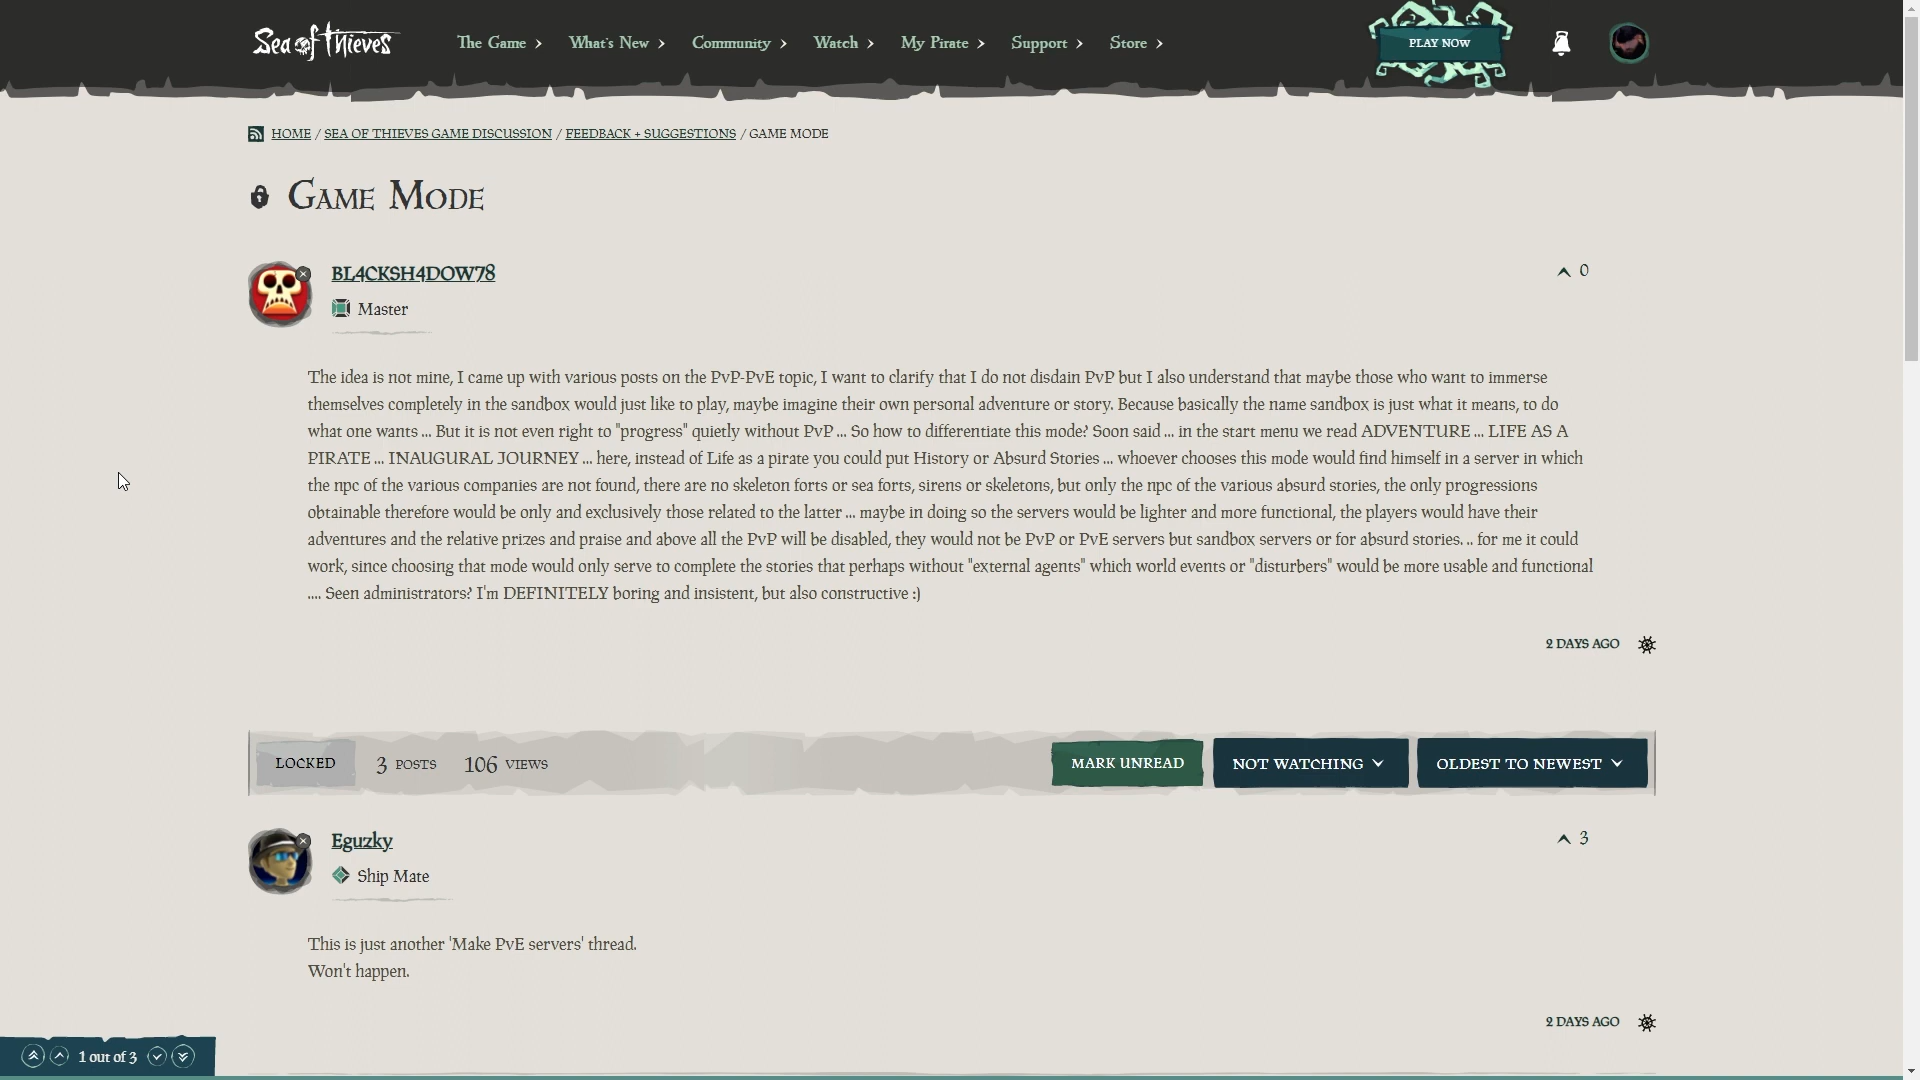 Sea of Thieves
The Game
What's New
Community
Watch
My Pirate
Support
Store
PLAY NOW
HOME / SEA OF THIEVES GAME DISCUSSION / FEEDBACK + SUGGESTIONS / GAME MODE
Game Mode
BL4CKSH4DOW78
0
Master
The idea is not mine, I came up with various posts on the PvP-PvE topic, I want to clarify that I do not disdain PvP but I also understand that maybe those who want to immerse
themselves completely in the sandbox would just like to play, maybe imagine their own personal adventure or story. Because basically the name sandbox is just what it means, to do
what one wants ... But it is not even right to "progress" quietly without PvP ... So how to differentiate this mode? Soon said ... in the start menu we read ADVENTURE ... LIFE AS A
PIRATE ... INAUGURAL JOURNEY ... here, instead of Life as a pirate you could put History or Absurd Stories ... whoever chooses this mode would find himself in a server in which
the npc of the various companies are not found, there are no skeleton forts or sea forts, sirens or skeletons, but only the npc of the various absurd stories, the only progressions
obtainable therefore would be only and exclusively those related to the latter ... maybe in doing so the servers would be lighter and more functional, the players would have their
adventures and the relative prizes and praise and above all the PvP will be disabled, they would not be PvP or PvE servers but sandbox servers or for absurd stories. .. for me it could
work, since choosing that mode would only serve to complete the stories that perhaps without "external agents" which world events or "disturbers" would be more usable and functional
.... Seen administrators? I'm DEFINITELY boring and insistent, but also constructive :)
2 DAYS AGO
LOCKED
3 POSTS
106 VIEWS
MARK UNREAD
NOT WATCHING
OLDEST TO NEWEST
Eguzky
3
Ship Mate
This is just another 'Make PvE servers' thread.
Won't happen.
2 DAYS AGO
1 out of 3